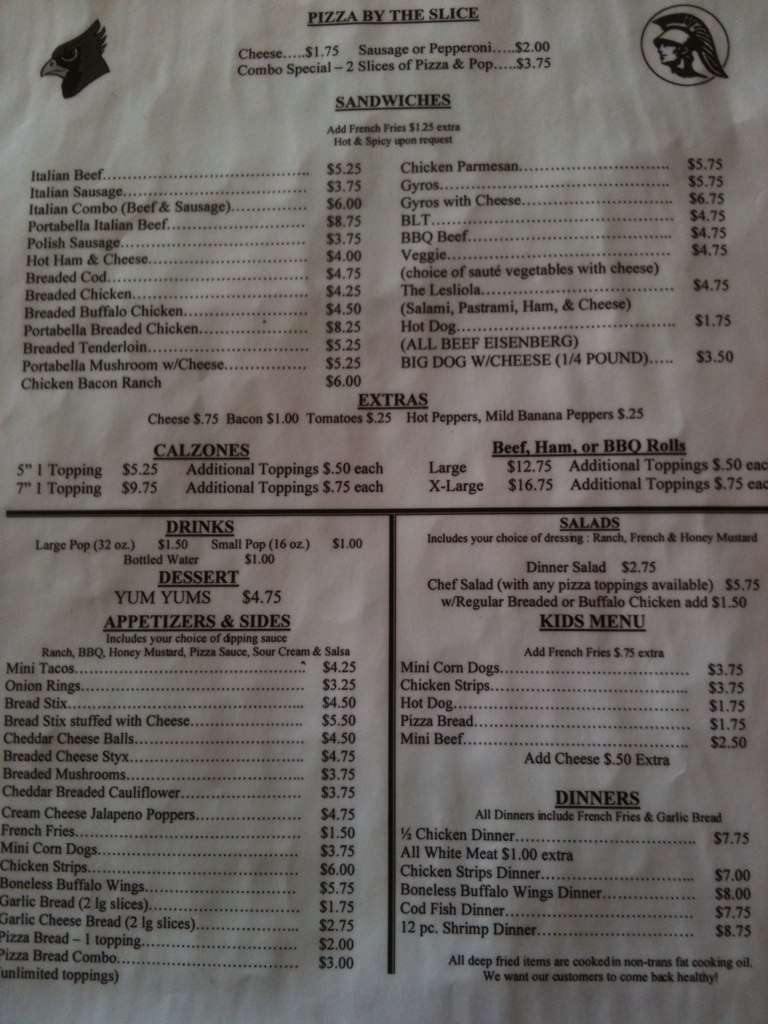 PIZZA BY THE SLICE
Cheese.....$1.75 Sausage or Pepperoni.....$2.00
Combo Special – 2 Slices of Pizza & Pop.....$3.75
SANDWICHES
Add French Fries $1.25 extra
Hot & Spicy upon request
Italian Beef.......... $5.25
Italian Sausage.......... $3.75
Italian Combo (Beef & Sausage).......... $6.00
Portabella Italian Beef.......... $8.75
Polish Sausage.......... $3.75
Hot Ham & Cheese.......... $4.00
Breaded Cod.......... $4.75
Breaded Chicken.......... $4.25
Breaded Buffalo Chicken.......... $4.50
Portabella Breaded Chicken.......... $8.25
Breaded Tenderloin.......... $5.25
Portabella Mushroom w/Cheese.......... $5.25
Chicken Bacon Ranch $6.00
Chicken Parmesan.......... $5.75
Gyros.......... $5.75
Gyros with Cheese.......... $6.75
BLT.......... $4.75
BBQ Beef.......... $4.75
Veggie.......... $4.75
(choice of sauté vegetables with cheese)
The Lesliola.......... $4.75
(Salami, Pastrami, Ham, & Cheese)
Hot Dog.......... $1.75
(ALL BEEF EISENBERG)
BIG DOG W/CHEESE (1/4 POUND)..... $3.50
EXTRAS
Cheese $.75 Bacon $1.00 Tomatoes $.25 Hot Peppers, Mild Banana Peppers $.25
CALZONES
5" 1 Topping $5.25 Additional Toppings $.50 each
7" 1 Topping $9.75 Additional Toppings $.75 each
Beef, Ham, or BBQ Rolls
Large $12.75 Additional Toppings $.50 eac
X-Large $16.75 Additional Toppings $.75 eac
DRINKS
Large Pop (32 oz.) $1.50 Small Pop (16 oz.) $1.00
Bottled Water $1.00
DESSERT
YUM YUMS $4.75
APPETIZERS & SIDES
Includes your choice of dipping sauce
Ranch, BBQ, Honey Mustard, Pizza Sauce, Sour Cream & Salsa
Mini Tacos.......... $4.25
Onion Rings.......... $3.25
Bread Stix.......... $4.50
Bread Stix stuffed with Cheese.......... $5.50
Cheddar Cheese Balls.......... $4.50
Breaded Cheese Styx.......... $4.75
Breaded Mushrooms.......... $3.75
Cheddar Breaded Cauliflower.......... $3.75
Cream Cheese Jalapeno Poppers.......... $4.75
French Fries.......... $1.50
Mini Corn Dogs.......... $3.75
Chicken Strips.......... $6.00
Boneless Buffalo Wings.......... $5.75
Garlic Bread (2 lg slices).......... $1.75
Garlic Cheese Bread (2 lg slices).......... $2.75
Pizza Bread – 1 topping.......... $2.00
Pizza Bread Combo.......... $3.00
(unlimited toppings)
SALADS
Includes your choice of dressing : Ranch, French & Honey Mustard
Dinner Salad $2.75
Chef Salad (with any pizza toppings available) $5.75
w/Regular Breaded or Buffalo Chicken add $1.50
KIDS MENU
Add French Fries $.75 extra
Mini Corn Dogs.......... $3.75
Chicken Strips.......... $3.75
Hot Dog.......... $1.75
Pizza Bread.......... $1.75
Mini Beef.......... $2.50
Add Cheese $.50 Extra
DINNERS
All Dinners include French Fries & Garlic Bread
½ Chicken Dinner.......... $7.75
All White Meat $1.00 extra
Chicken Strips Dinner.......... $7.00
Boneless Buffalo Wings Dinner.......... $8.00
Cod Fish Dinner.......... $7.75
12 pc. Shrimp Dinner.......... $8.75
All deep fried items are cooked in non-trans fat cooking oil.
We want our customers to come back healthy!